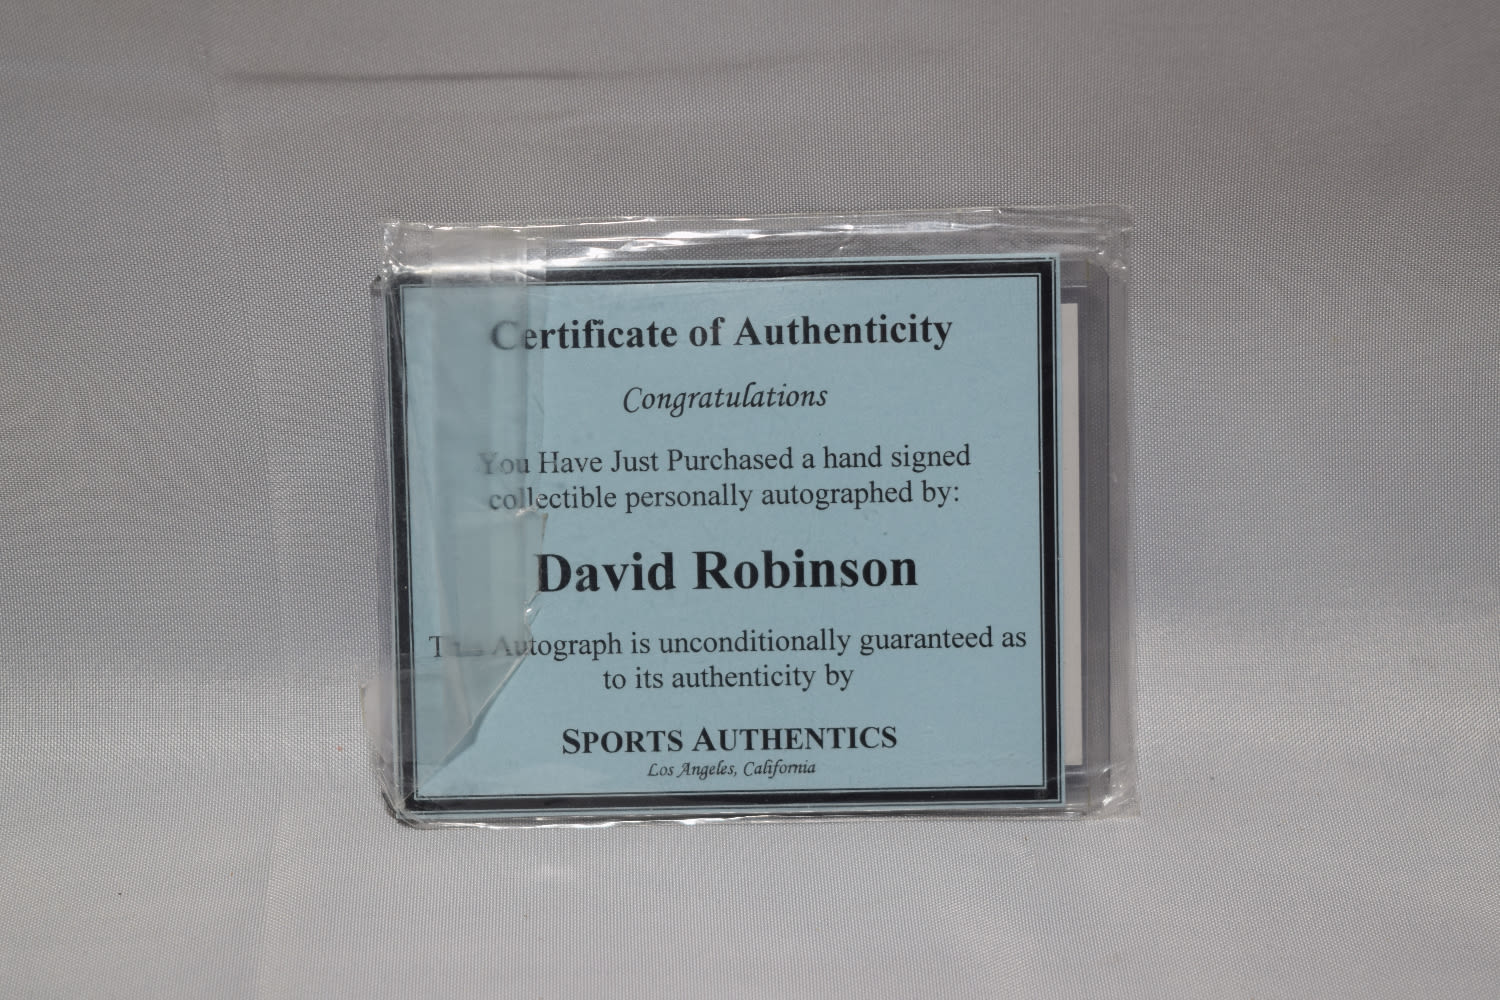 Certificate of Authenticity
Congratulations
You Have Just Purchased a hand signed
collectible personally autographed by:
David Robinson
This Autograph is unconditionally guaranteed as
to its authenticity by
SPORTS AUTHENTICS
Los Angeles, California